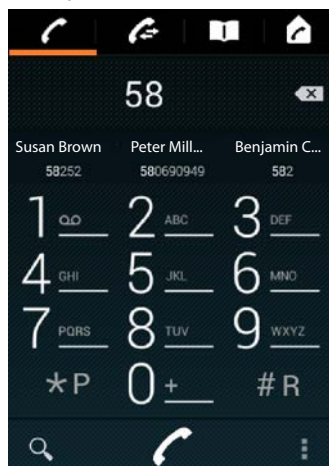 58
Susan Brown Peter Mill... Benjamin C...
58252 580690949 582
1 2 ABC 3 DEF
4 GHI 5 JKL 6 MNO
7 PQRS 8 TUV 9 WXYZ
*P 0 + #R